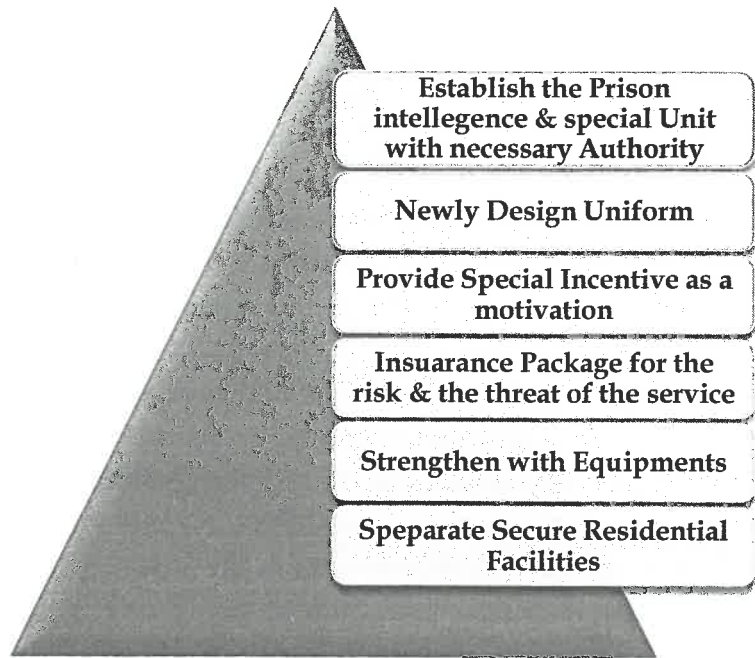 Establish the Prison
intellegence & special Unit
with necessary Authority
Newly Design Uniform
Provide Special Incentive as a
motivation
Insuarance Package for the
risk & the threat of the service
Strengthen with Equipments
Speparate Secure Residential
Facilities